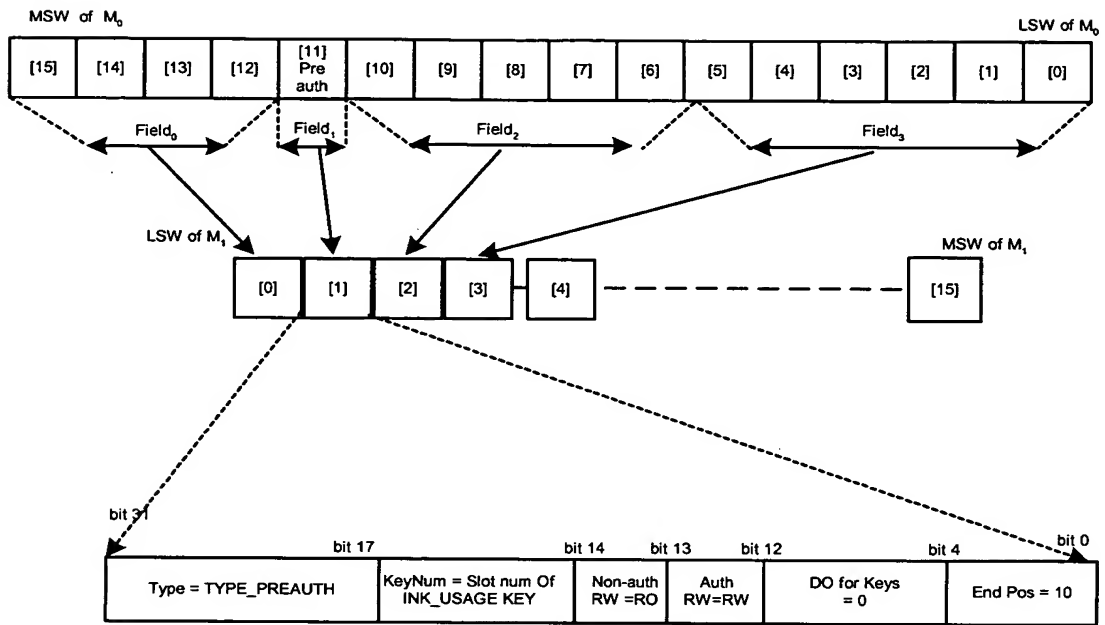 MSW of M₀
LSW of M₀
[15] [14] [13] [12] [11] Pre auth [10] [9] [8] [7] [6] [5] [4] [3] [2] [1] [0]
Field₀ Field₁ Field₂ Field₃
LSW of M₁
MSW of M₁
[0] [1] [2] [3] [4] [15]
bit 31
bit 17 bit 14 bit 13 bit 12 bit 4 bit 0
Type = TYPE_PREAUTH
KeyNum = Slot num Of
INK_USAGE KEY
Non-auth
RW =RO
Auth
RW=RW
DO for Keys
= 0
End Pos = 10